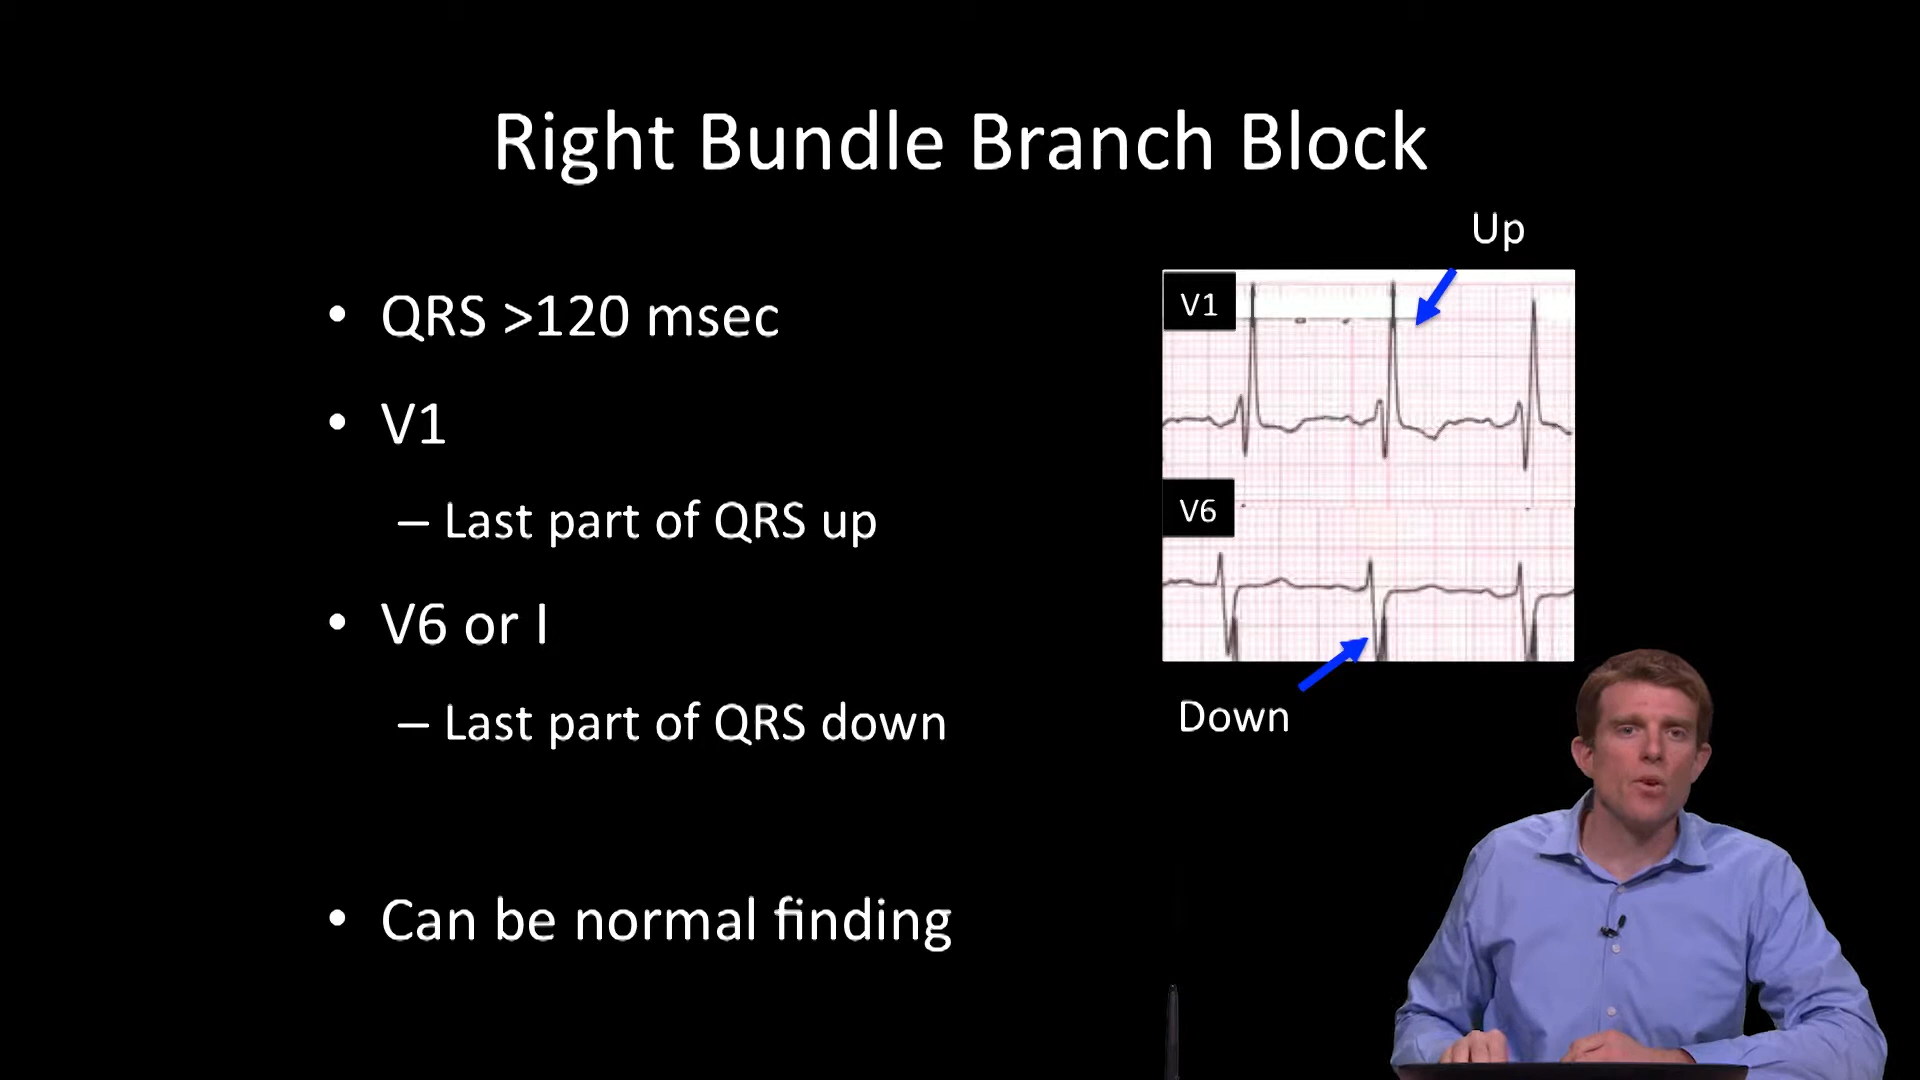 Right Bundle Branch Block
• QRS >120 msec
• V1
– Last part of QRS up
• V6 or I
– Last part of QRS down
• Can be normal finding
Up
V1
V6
Down